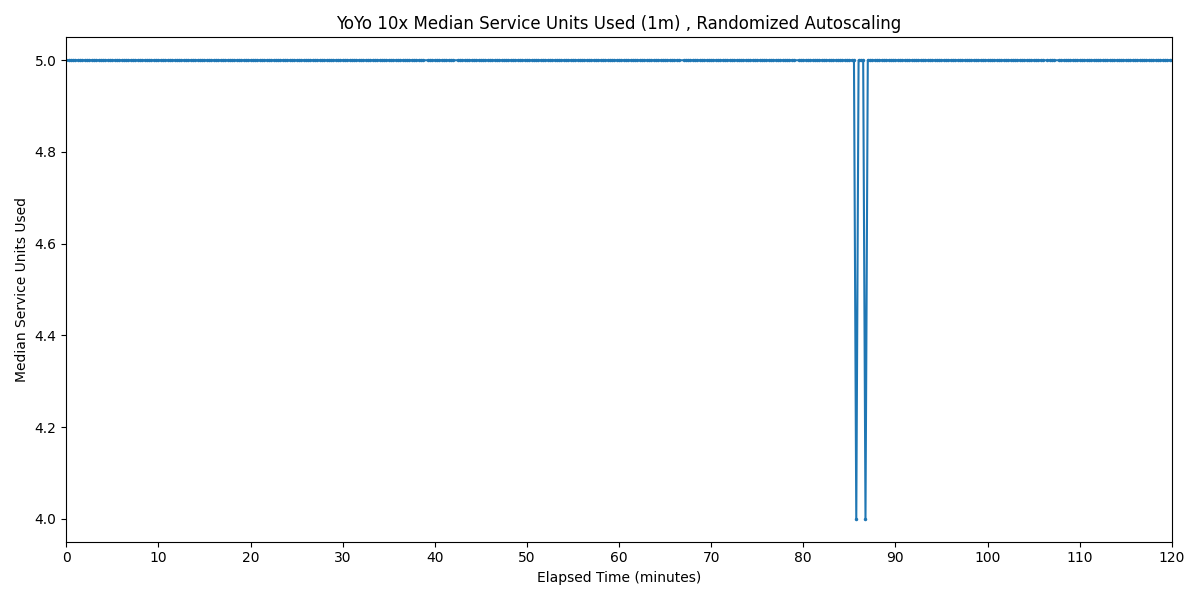 YoYo 10x Median Service Units Used (1m) , Randomized Autoscaling
Median Service Units Used
5.0
4.8
4.6
4.4
4.2
4.0
0 10 20 30 40 50 60 70 80 90 100 110 120
Elapsed Time (minutes)